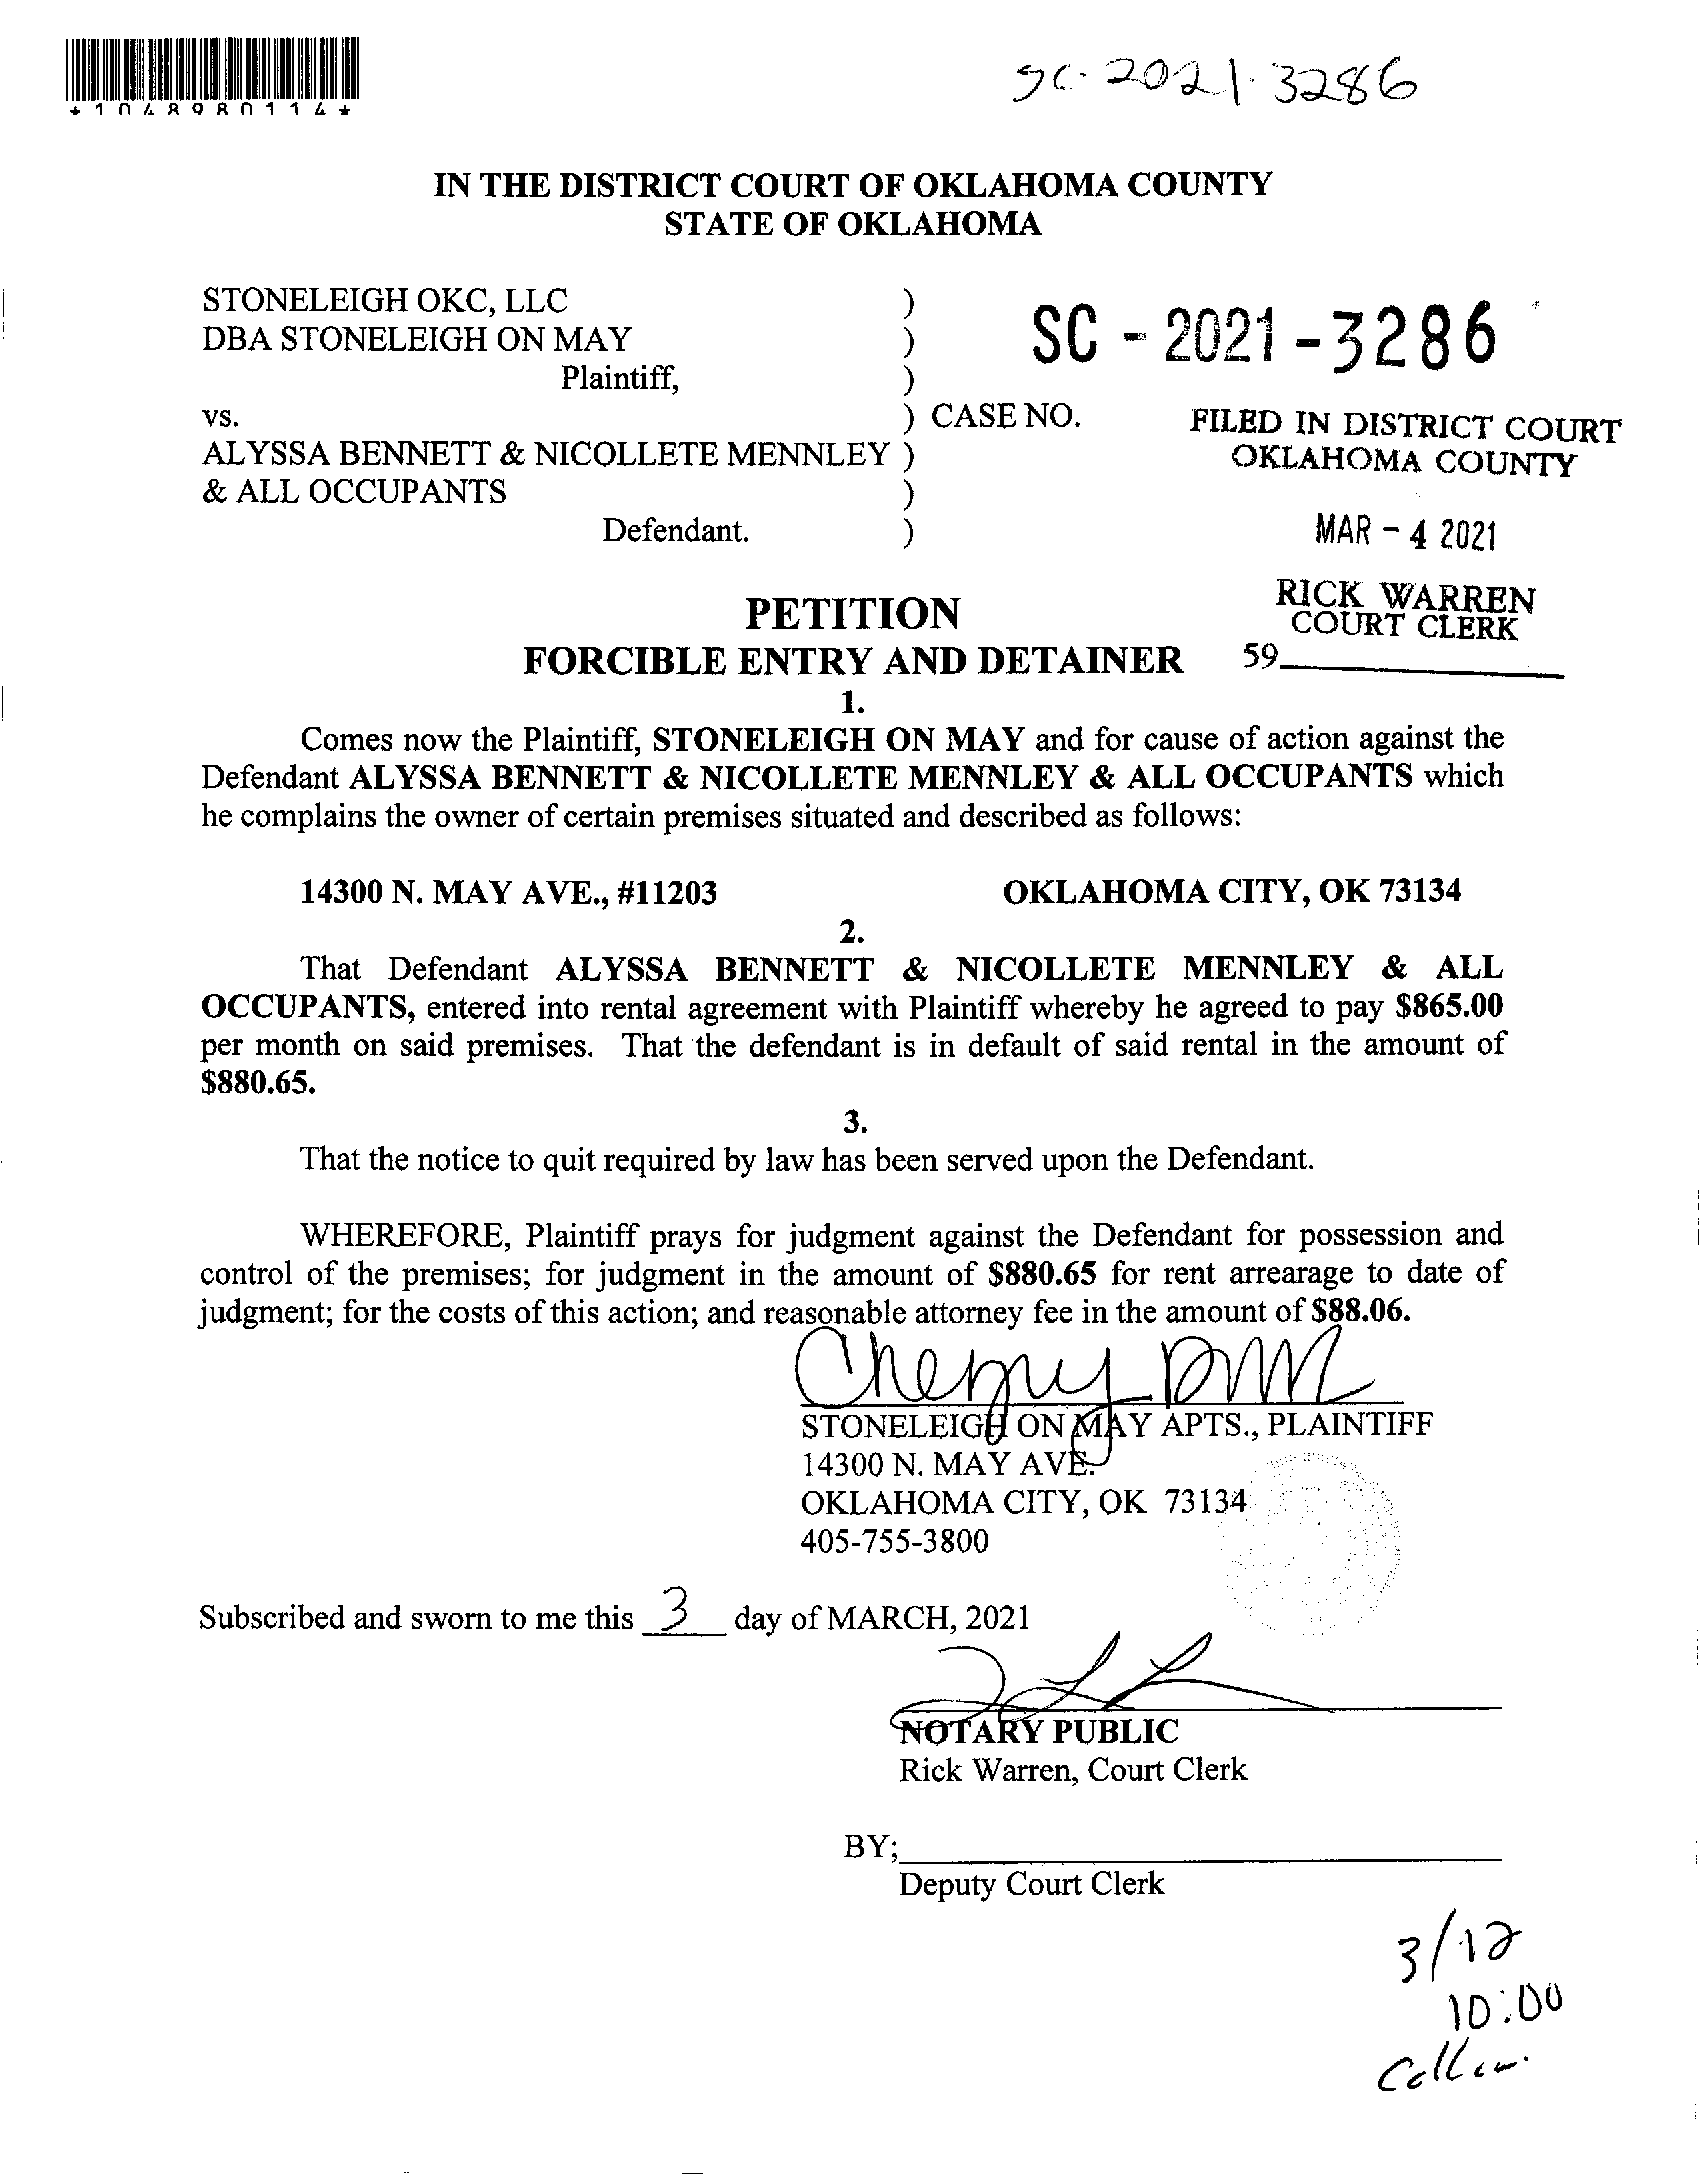 *1048980114*
SC-2021-3286
IN THE DISTRICT COURT OF OKLAHOMA COUNTY
STATE OF OKLAHOMA
STONELEIGH OKC, LLC )
DBA STONELEIGH ON MAY ) SC - 2021 - 3286
Plaintiff, )
vs. ) CASE NO. FILED IN DISTRICT COURT
ALYSSA BENNETT & NICOLLETE MENNLEY ) OKLAHOMA COUNTY
& ALL OCCUPANTS )
Defendant. ) MAR - 4 2021
RICK WARREN
PETITION COURT CLERK
FORCIBLE ENTRY AND DETAINER 59
1.
Comes now the Plaintiff, STONELEIGH ON MAY and for cause of action against the
Defendant ALYSSA BENNETT & NICOLLETE MENNLEY & ALL OCCUPANTS which
he complains the owner of certain premises situated and described as follows:
14300 N. MAY AVE., #11203 OKLAHOMA CITY, OK 73134
2.
That Defendant ALYSSA BENNETT & NICOLLETE MENNLEY & ALL
OCCUPANTS, entered into rental agreement with Plaintiff whereby he agreed to pay $865.00
per month on said premises. That the defendant is in default of said rental in the amount of
$880.65.
3.
That the notice to quit required by law has been served upon the Defendant.
WHEREFORE, Plaintiff prays for judgment against the Defendant for possession and
control of the premises; for judgment in the amount of $880.65 for rent arrearage to date of
judgment; for the costs of this action; and reasonable attorney fee in the amount of $88.06.
STONELEIGH ON MAY APTS., PLAINTIFF
14300 N. MAY AVE.
OKLAHOMA CITY, OK 73134
405-755-3800
Subscribed and sworn to me this 3 day of MARCH, 2021
NOTARY PUBLIC
Rick Warren, Court Clerk
BY;
Deputy Court Clerk
3/12
10:00